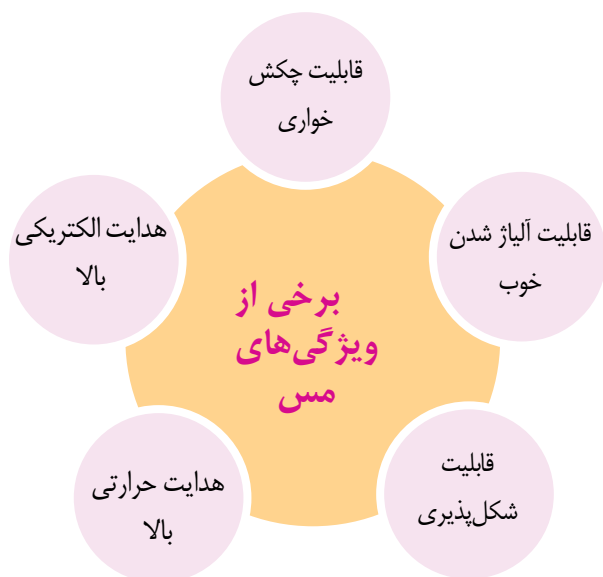 قابلیت چکش
خواری
قابلیت آلیاژ شدن
خوب
هدایت الکتریکی
بالا
برخی از
ویژگی‌های
مس
قابلیت
شکل‌پذیری
هدایت حرارتی
بالا